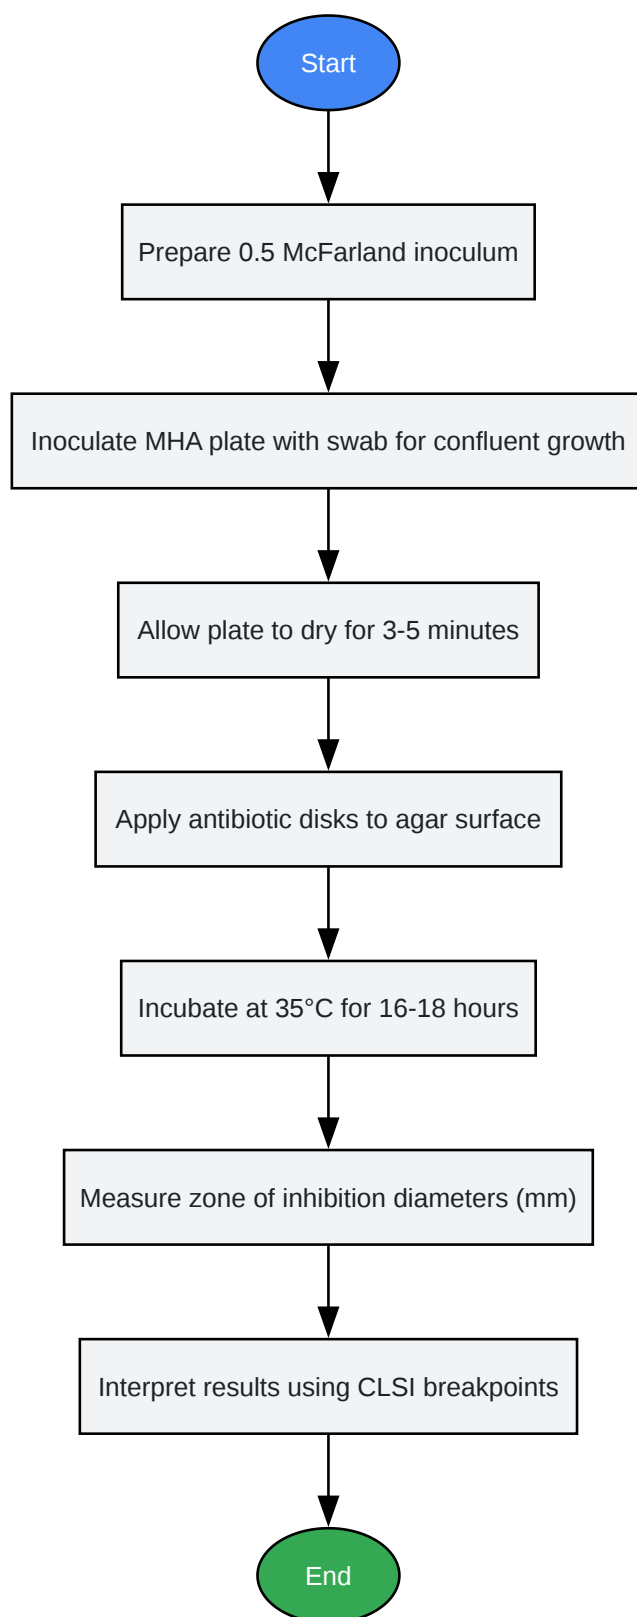 Start
Prepare 0.5 McFarland inoculum
Inoculate MHA plate with swab for confluent growth
Allow plate to dry for 3-5 minutes
Apply antibiotic disks to agar surface
Incubate at 35°C for 16-18 hours
Measure zone of inhibition diameters (mm)
Interpret results using CLSI breakpoints
End